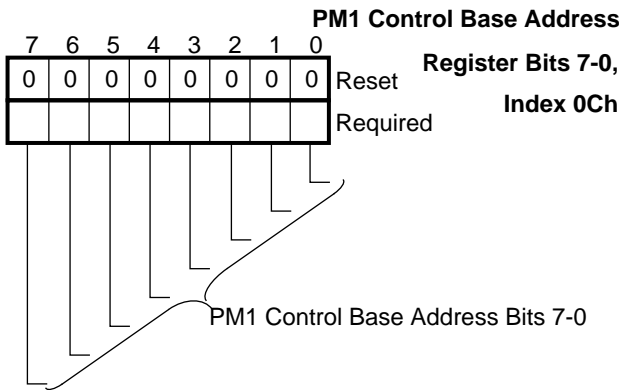 PM1 Control Base Address
Register Bits 7-0,
Index 0Ch
7 6 5 4 3 2 1 0
0 0 0 0 0 0 0 0 Reset
Required
PM1 Control Base Address Bits 7-0